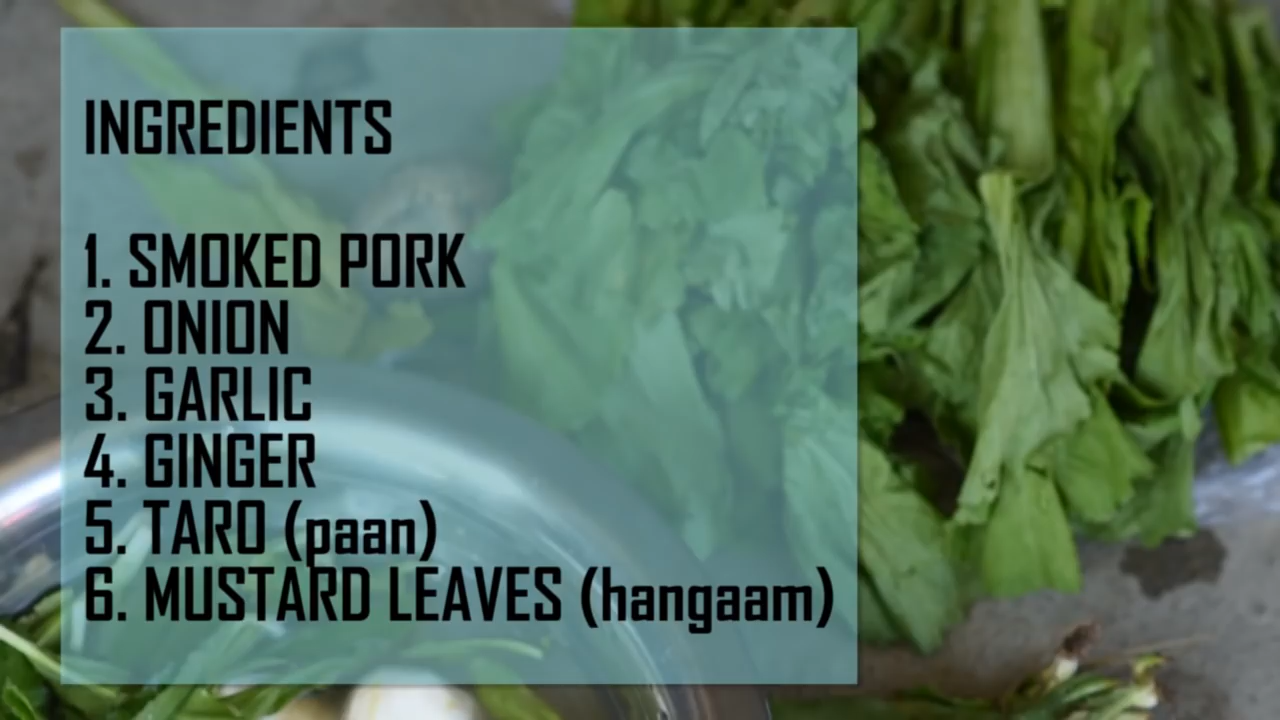 INGREDIENTS
1. SMOKED PORK
2. ONION
3. GARLIC
4. GINGER
5. TARO (paan)
6. MUSTARD LEAVES (hangaam)